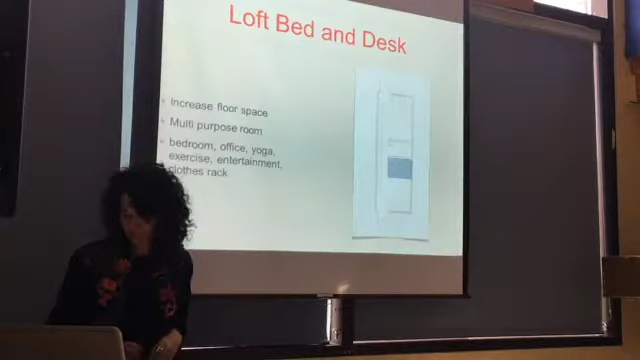 Loft Bed and Desk
Increase floor space
Multi purpose room
bedroom, office, yoga,
exercise, entertainment,
clothes rack